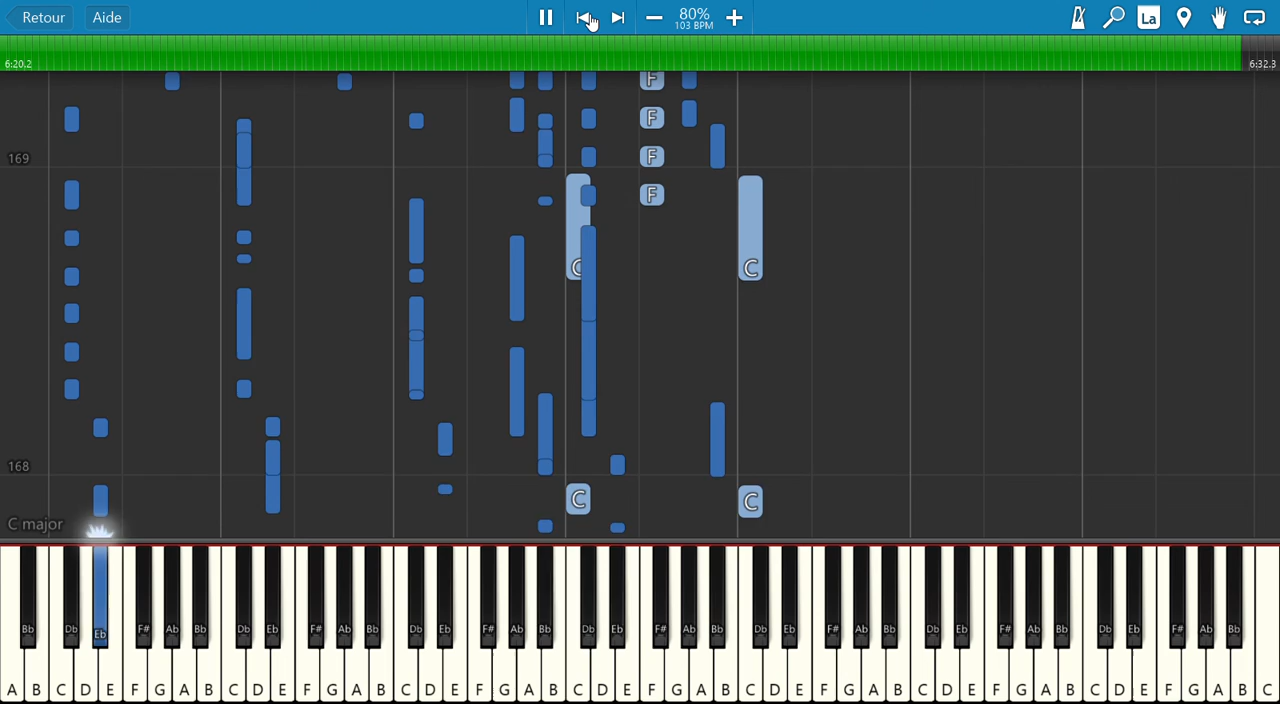 Retour Aide 80% La
103 BPM
6:20.2 6:32.3
F
F
169 F
F
C C
168
C C
C major
Bb Db Eb F# Ab Bb Db Eb F# Ab Bb Db Eb F# Ab Bb Db Eb F# Ab Bb Db Eb F# Ab Bb Db Eb F# Ab Bb Db Eb F# Ab Bb
A B C D E F G A B C D E F G A B C D E F G A B C D E F G A B C D E F G A B C D E F G A B C D E F G A B C